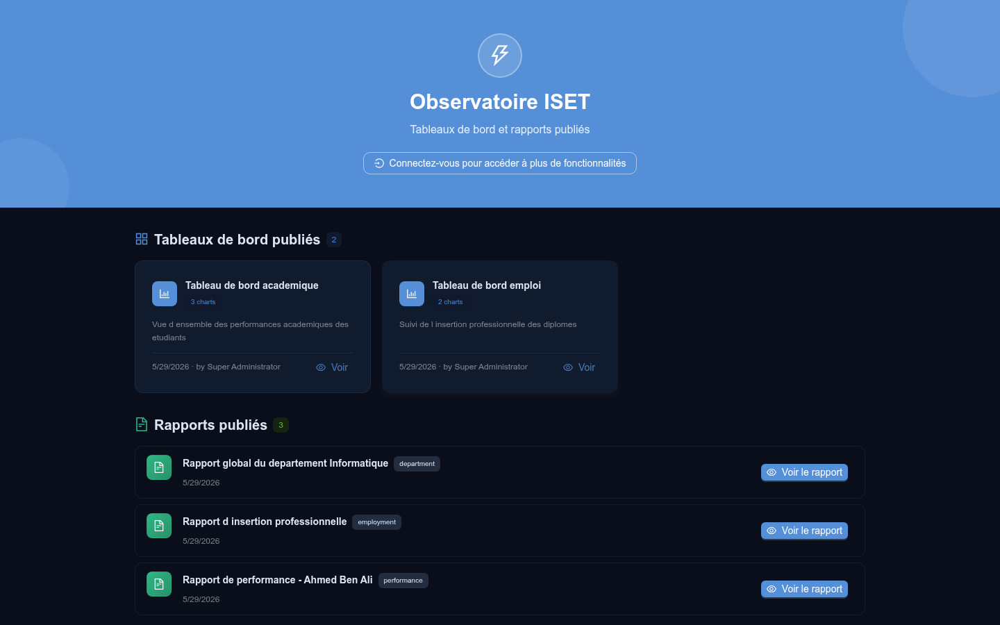 Observatoire ISET
Tableaux de bord et rapports publiés
Connectez-vous pour accéder à plus de fonctionnalités
Tableaux de bord publiés 2
Tableau de bord academique
3 charts
Vue d ensemble des performances academiques des
etudiants
5/29/2026 · by Super Administrator Voir
Tableau de bord emploi
2 charts
Suivi de l insertion professionnelle des diplomes
5/29/2026 · by Super Administrator Voir
Rapports publiés 3
Rapport global du departement Informatique department
5/29/2026
Voir le rapport
Rapport d insertion professionnelle employment
5/29/2026
Voir le rapport
Rapport de performance - Ahmed Ben Ali performance
5/29/2026
Voir le rapport